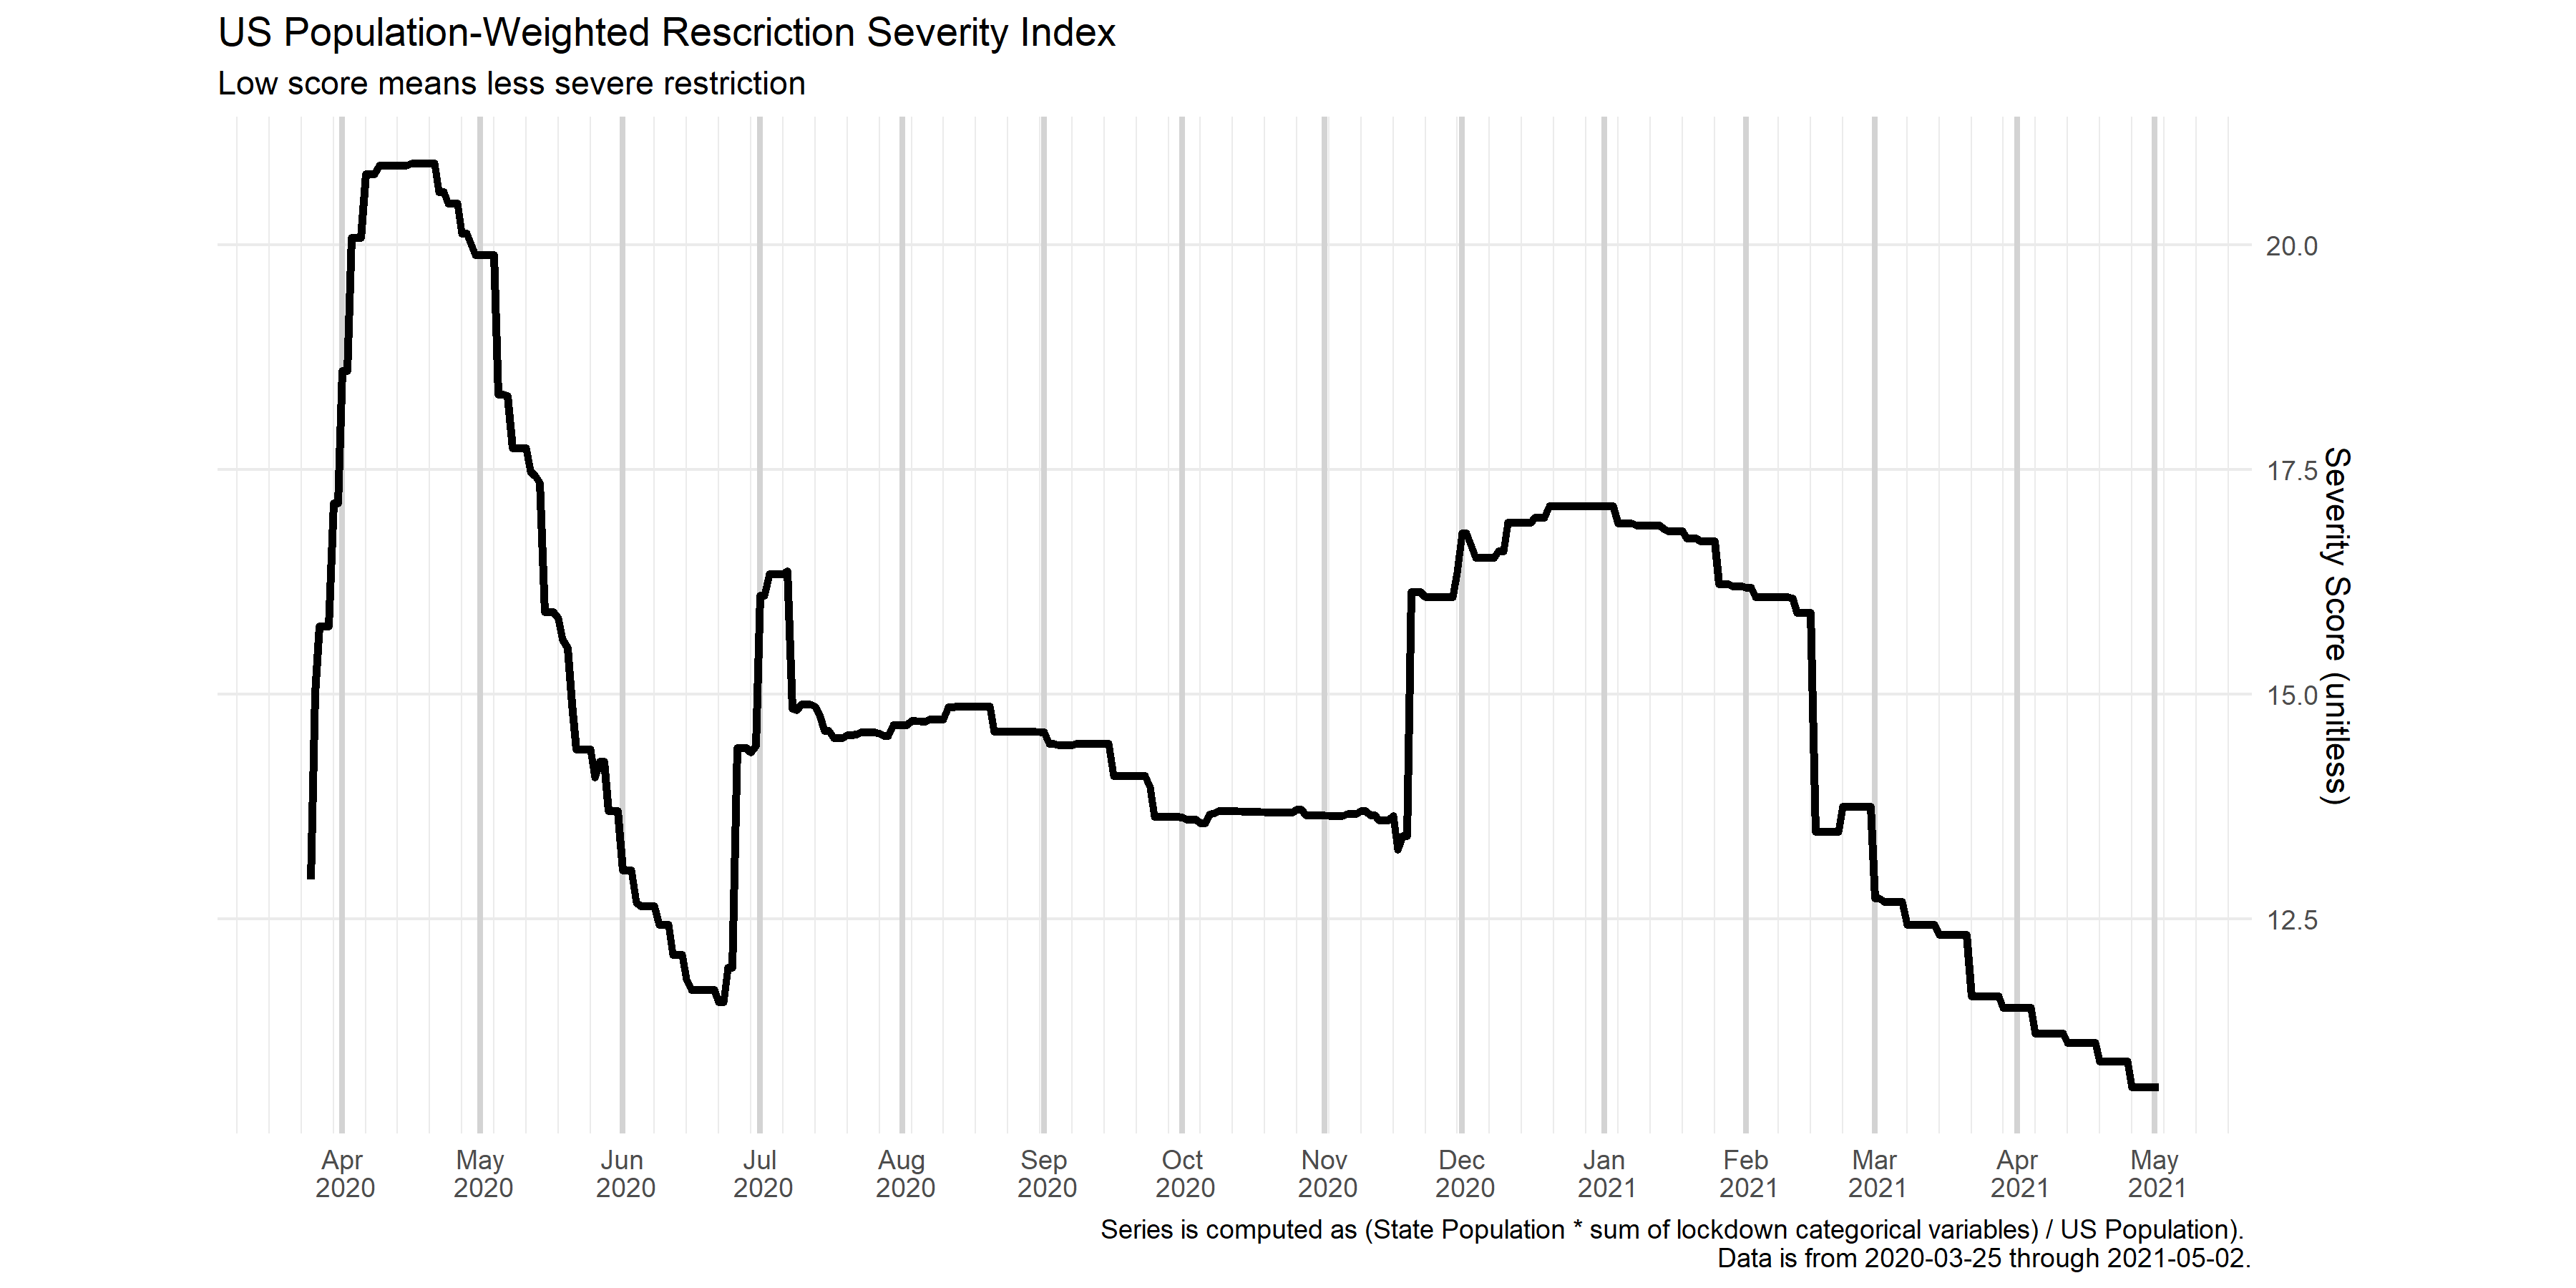 US Population-Weighted Rescriction Severity Index
Low score means less severe restriction
20.0
17.5
15.0
12.5
Severity Score (unitless)
Apr 2020
May 2020
Jun 2020
Jul 2020
Aug 2020
Sep 2020
Oct 2020
Nov 2020
Dec 2020
Jan 2021
Feb 2021
Mar 2021
Apr 2021
May 2021
Series is computed as (State Population * sum of lockdown categorical variables) / US Population).
Data is from 2020-03-25 through 2021-05-02.